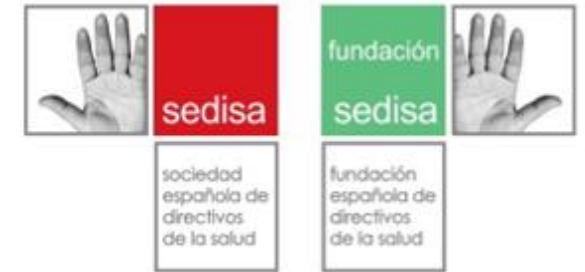 sedisa
sociedad
española de
directivos
de la salud
fundación
sedisa
fundación
española de
directivos
de la salud